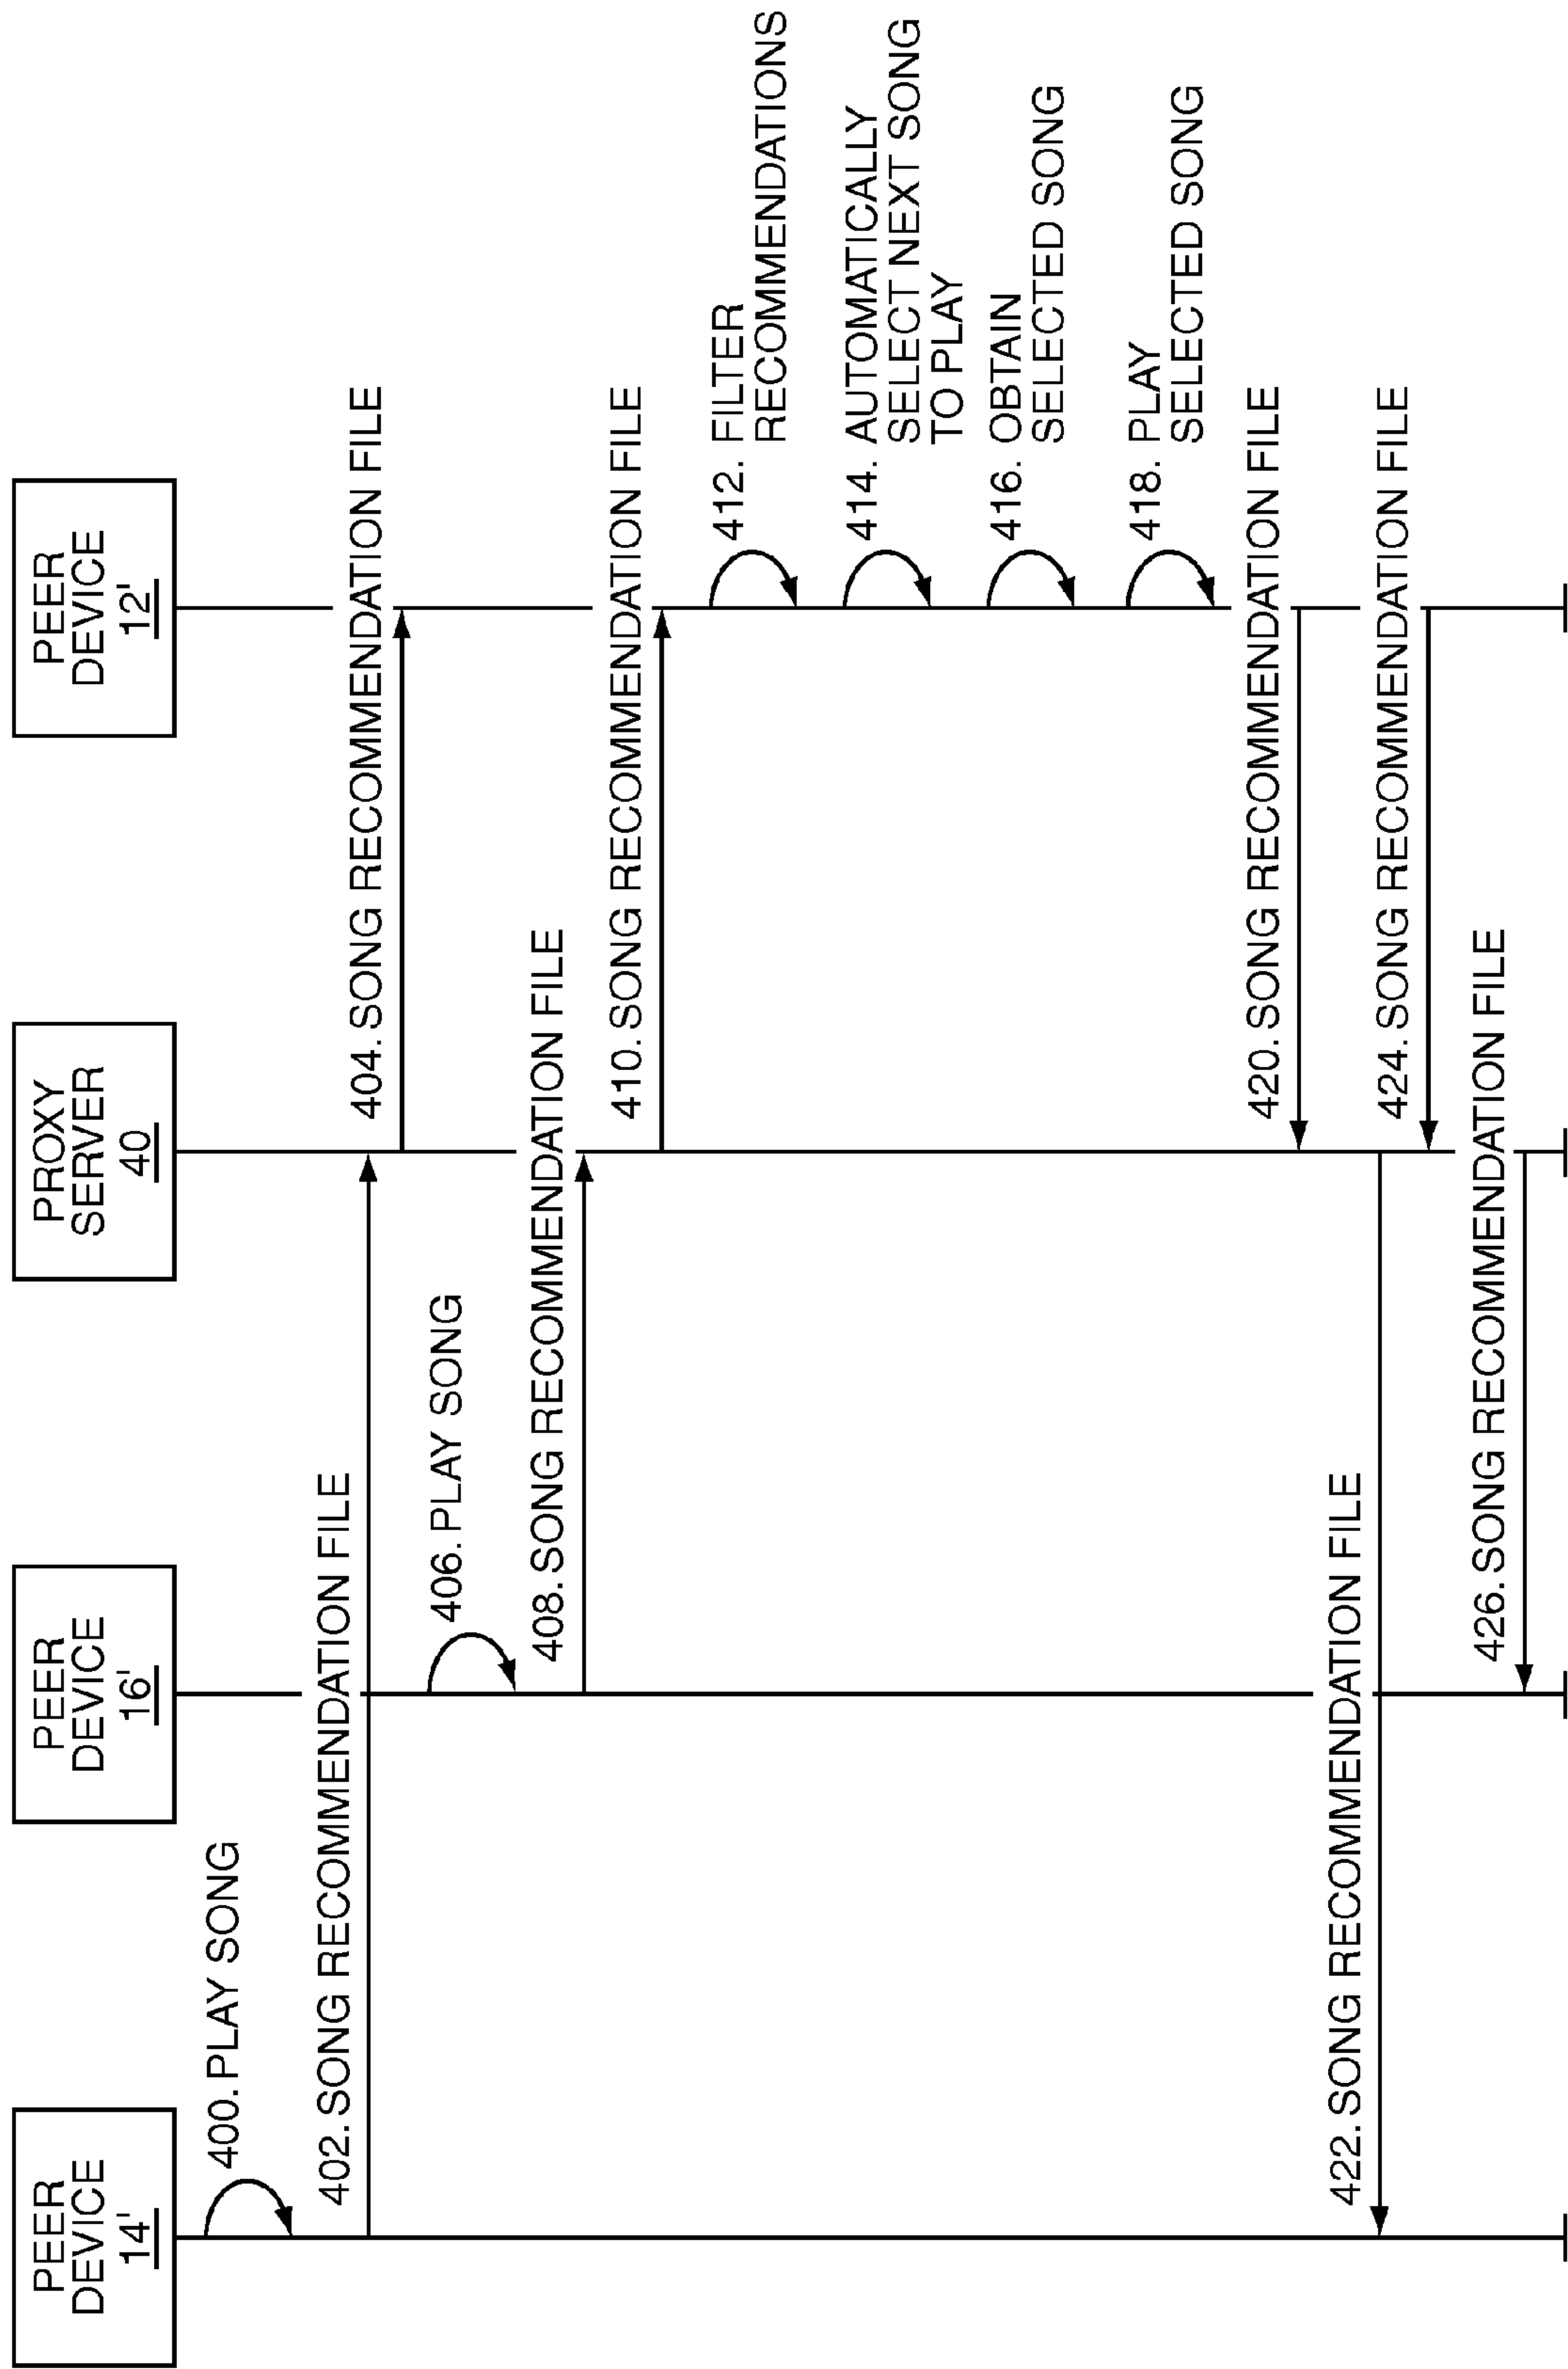 PEER
DEVICE
14'
PEER
DEVICE
16'
PROXY
SERVER
40
PEER
DEVICE
12'
400. PLAY SONG
402. SONG RECOMMENDATION FILE
404. SONG RECOMMENDATION FILE
406. PLAY SONG
408. SONG RECOMMENDATION FILE
410. SONG RECOMMENDATION FILE
412. FILTER
RECOMMENDATIONS
414. AUTOMATICALLY
SELECT NEXT SONG
TO PLAY
416. OBTAIN
SELECTED SONG
418. PLAY
SELECTED SONG
420. SONG RECOMMENDATION FILE
422. SONG RECOMMENDATION FILE
424. SONG RECOMMENDATION FILE
426. SONG RECOMMENDATION FILE